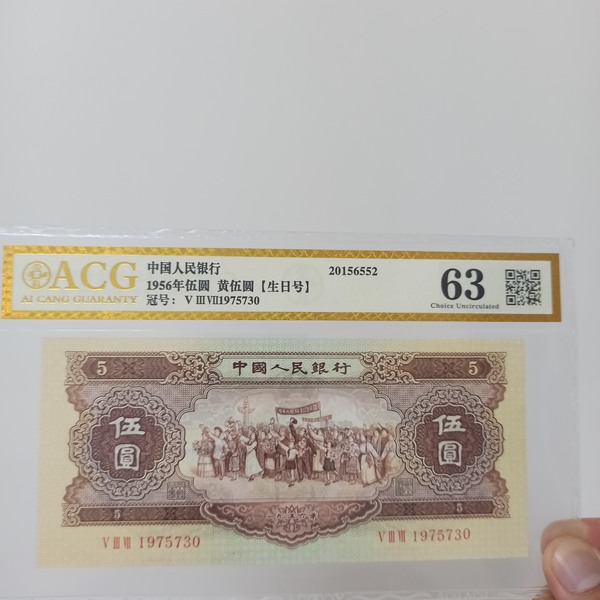 ACG
AI CANG GUARANTY
中国人民银行
20156552
1956年伍圆 黄伍圆【生日号】
冠号: V III VII1975730
63
Choice Uncirculated
5
中國人民銀行
5
伍圓
伍圓
5
5
V III VII 1975730
V III VII 1975730